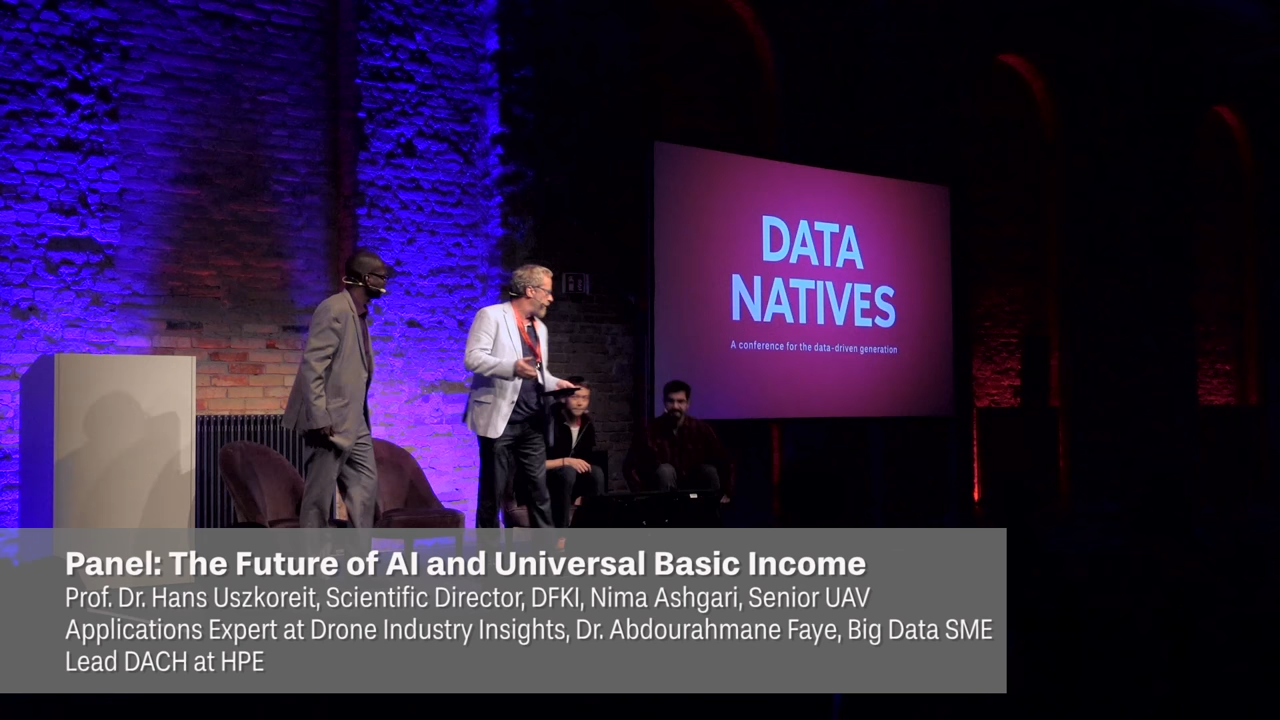 DATA
NATIVES
A conference for the data-driven generation
Panel: The Future of AI and Universal Basic Income
Prof. Dr. Hans Uszkoreit, Scientific Director, DFKI, Nima Ashgari, Senior UAV
Applications Expert at Drone Industry Insights, Dr. Abdourahmane Faye, Big Data SME
Lead DACH at HPE